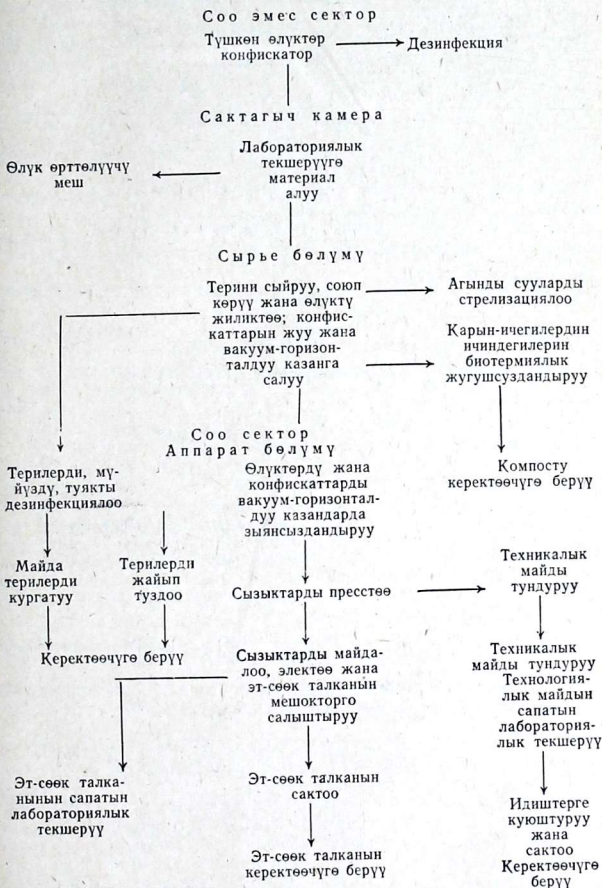 Соо эмес сектор
Түшкөн өлүктөр
конфискатор
Дезинфекция
Сактагыч камера
Лабораториялык
текшерүүгө
материал
алуу
Өлүк өрттөлүүчү
меш
Сырье бөлүмү
Терини сыйруу, союп
көрүү жана өлүктү
жиликтөө; конфис-
каттарын жуу жана
вакуум-горизон-
талдуу казанга
салуу
Агынды сууларды
стрелизациялоо
Карын-ичегилердин
ичиндегилерин
биотермиялык
жугушсуздандыруу
Компосту
керектөөчүгө берүү
Соо сектор
Аппарат бөлүмү
Терилерди, мү-
йүздү, туякты
дезинфекциялоо
Өлүктөрдү жана
конфискаттарды
вакуум-горизонтал-
дуу казандарда
зыянсыздандыруу
Майда
терилерди
кургатуу
Терилерди
жайып
туздоо
Сызыктарды пресстөө
Техникалык
майды
тундуруу
Керектөөчүгө берүү
Сызыктарды майда-
лоо, электөө жана
эт-сөөк талканын
мешокторго
салыштыруу
Техникалык
майды тундуруу
Технология-
лык майдын
сапатын
лаборатория-
лык текшерүү
Эт-сөөк талка-
нынын сапатын
лабораториялык
текшерүү
Эт-сөөк талканын
сактоо
Идиштерге
куюштуруу
жана
сактоо
Керектөөчүгө
берүү
Эт-сөөк талканын
керектөөчүгө берүү